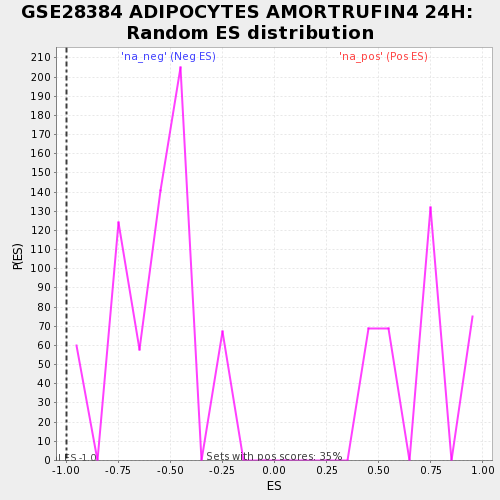 GSE28384 ADIPOCYTES AMORTRUFIN4 24H:
Random ES distribution
'na_neg' (Neg ES)
'na_pos' (Pos ES)
210
200
190
180
170
160
150
140
130
120
110
100
90
80
70
60
50
40
30
20
10
0
P(ES)
ES -1.0
Sets with pos scores: 35%
-1.00 -0.75 -0.50 -0.25 0.00 0.25 0.50 0.75 1.00
ES